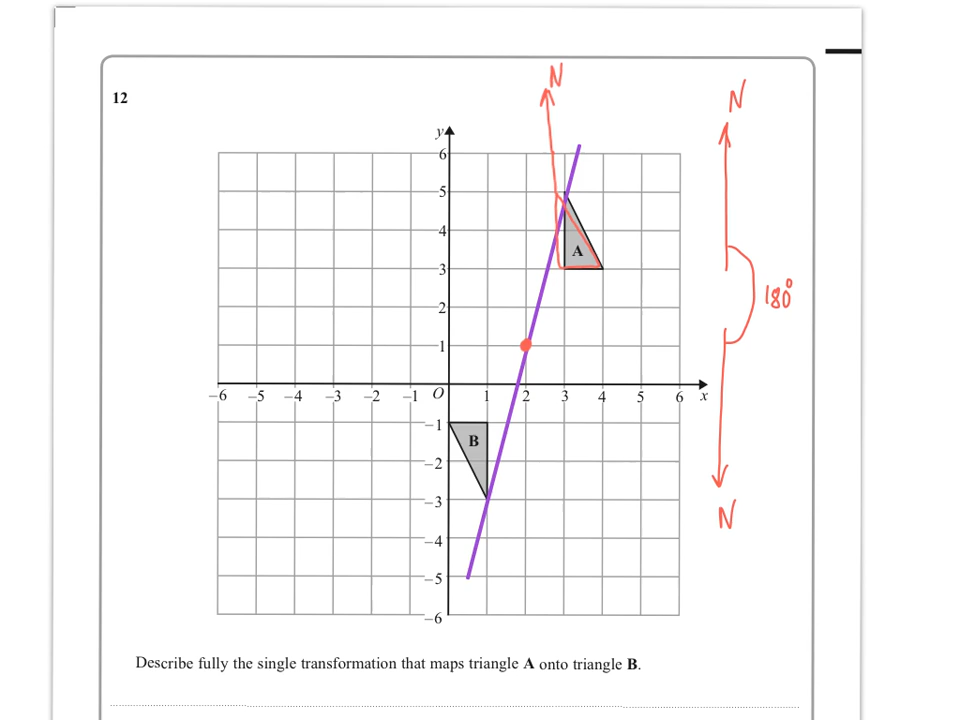 N
N
12
y
6
5
4
A
3
180°
2
1
−6 −5 −4 −3 −2 −1 O 1 2 3 4 5 6 x
−1
B
−2
−3
N
−4
−5
−6
Describe fully the single transformation that maps triangle A onto triangle B.